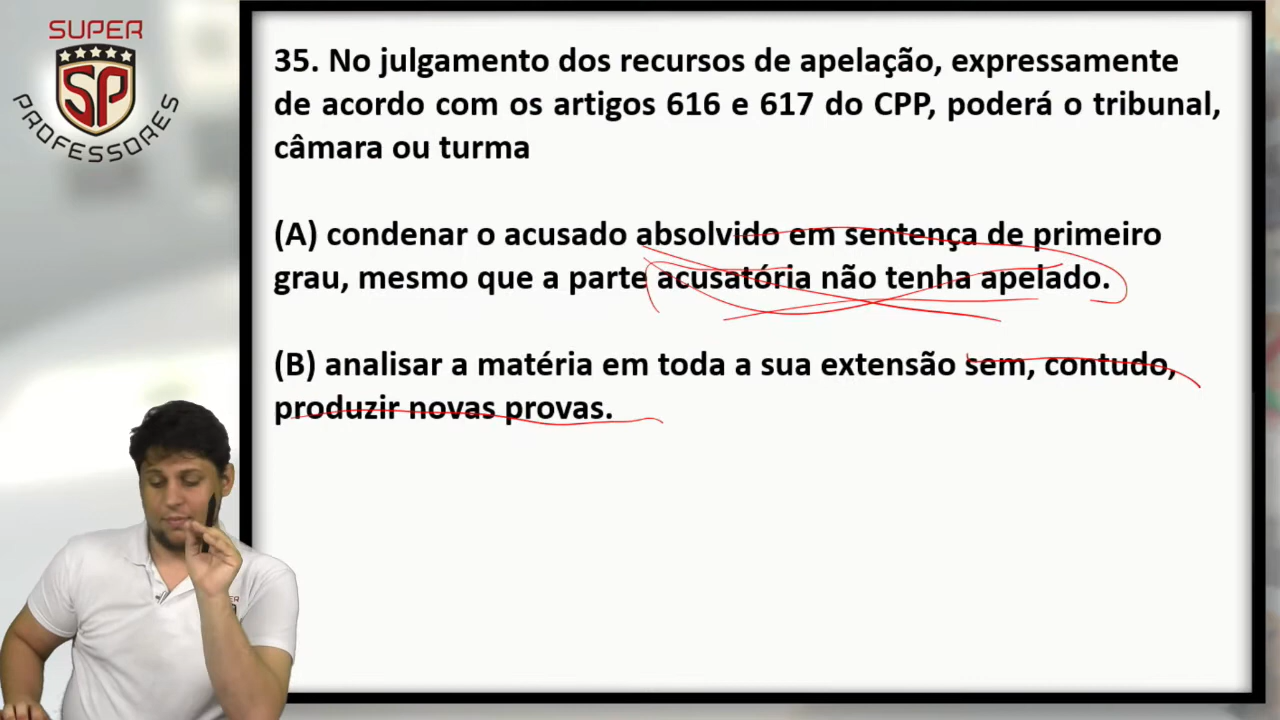 SUPER
SP
PROFESSORES
35. No julgamento dos recursos de apelação, expressamente
de acordo com os artigos 616 e 617 do CPP, poderá o tribunal,
câmara ou turma
(A) condenar o acusado absolvido em sentença de primeiro
grau, mesmo que a parte acusatória não tenha apelado.
(B) analisar a matéria em toda a sua extensão sem, contudo,
produzir novas provas.